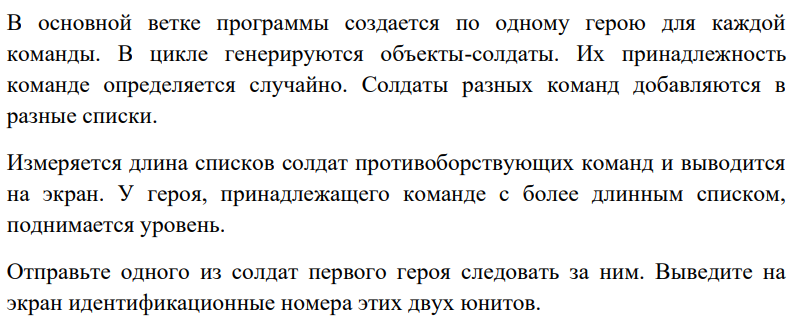 В основной ветке программы создается по одному герою для каждой
команды. В цикле генерируются объекты-солдаты. Их принадлежность
команде определяется случайно. Солдаты разных команд добавляются в
разные списки.
Измеряется длина списков солдат противоборствующих команд и выводится
на экран. У героя, принадлежащего команде с более длинным списком,
поднимается уровень.
Отправьте одного из солдат первого героя следовать за ним. Выведите на
экран идентификационные номера этих двух юнитов.